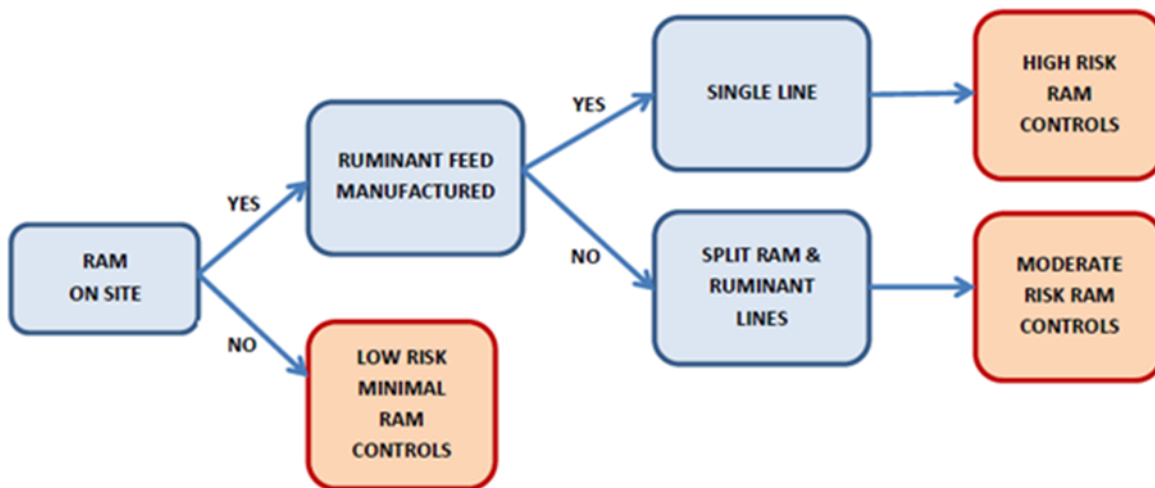 RAM
ON SITE
YES
NO
RUMINANT FEED
MANUFACTURED
LOW RISK
MINIMAL
RAM
CONTROLS
YES
NO
SINGLE LINE
SPLIT RAM &
RUMINANT
LINES
HIGH RISK
RAM
CONTROLS
MODERATE
RISK RAM
CONTROLS